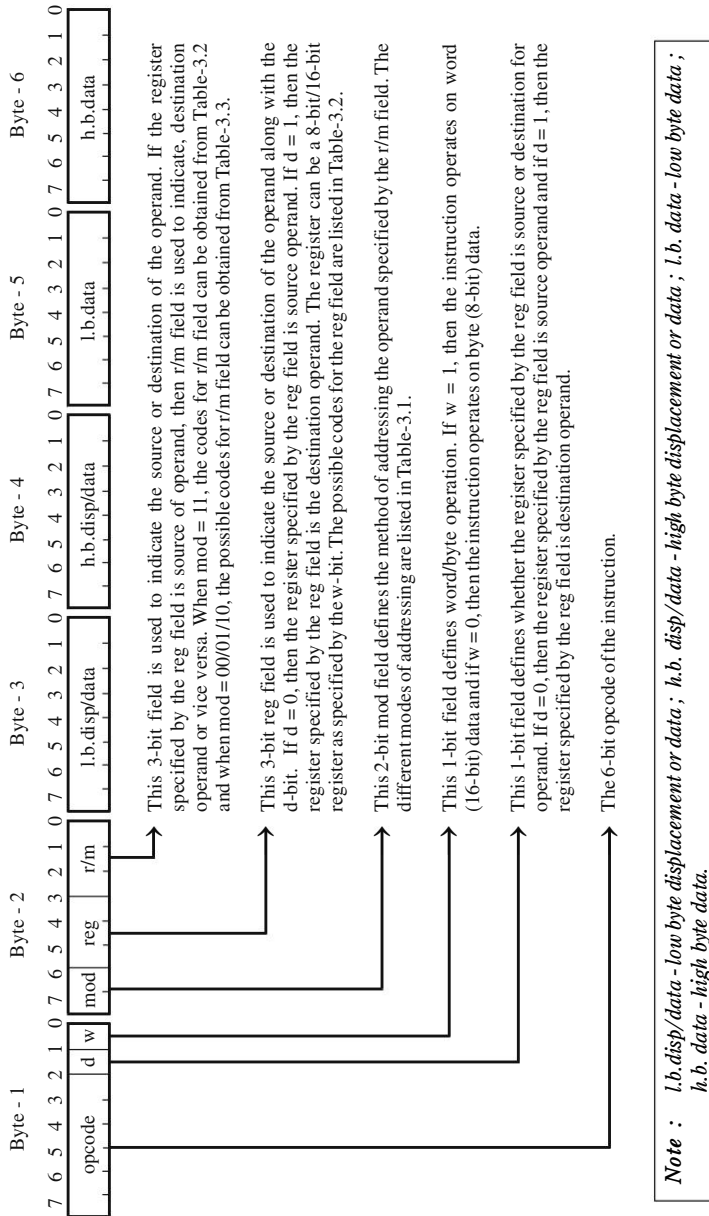 Byte - 1 Byte - 2 Byte - 3 Byte - 4 Byte - 5 Byte - 6
7 6 5 4 3 2 1 0 7 6 5 4 3 2 1 0 7 6 5 4 3 2 1 0 7 6 5 4 3 2 1 0 7 6 5 4 3 2 1 0 7 6 5 4 3 2 1 0
opcode d w mod reg r/m l.b.disp/data h.b.disp/data l.b.data h.b.data
This 3-bit field is used to indicate the source or destination of the operand. If the register
specified by the reg field is source of operand, then r/m field is used to indicate, destination
operand or vice versa. When mod = 11, the codes for r/m field can be obtained from Table-3.2
and when mod = 00/01/10, the possible codes for r/m field can be obtained from Table-3.3.
This 3-bit reg field is used to indicate the source or destination of the operand along with the
d-bit. If d = 0, then the register specified by the reg field is source operand. If d = 1, then the
register specified by the reg field is the destination operand. The register can be a 8-bit/16-bit
register as specified by the w-bit. The possible codes for the reg field are listed in Table-3.2.
This 2-bit mod field defines the method of addressing the operand specified by the r/m field. The
different modes of addressing are listed in Table-3.1.
This 1-bit field defines word/byte operation. If w = 1, then the instruction operates on word
(16-bit) data and if w = 0, then the instruction operates on byte (8-bit) data.
This 1-bit field defines whether the register specified by the reg field is source or destination for
operand. If d = 0, then the register specified by the reg field is source operand and if d = 1, then the
register specified by the reg field is destination operand.
The 6-bit opcode of the instruction.
Note : l.b.disp/data - low byte displacement or data ; h.b. disp/data - high byte displacement or data ; l.b. data - low byte data ;
h.b. data - high byte data.